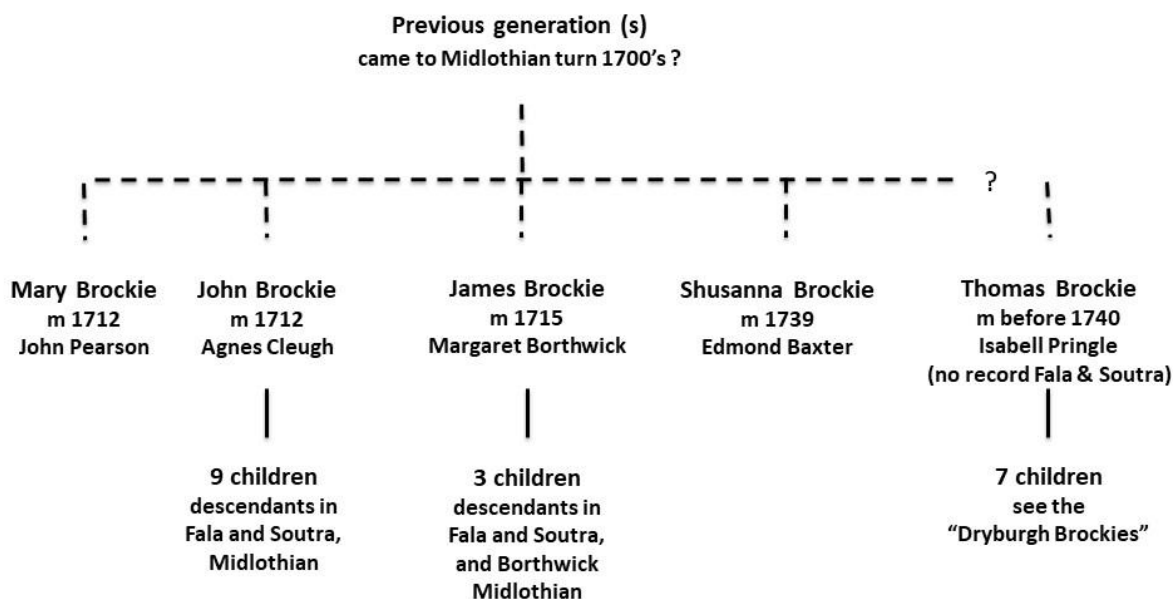 Previous generation (s)
came to Midlothian turn 1700's ?
?
Mary Brockie
m 1712
John Pearson
John Brockie
m 1712
Agnes Cleugh
James Brockie
m 1715
Margaret Borthwick
Shusanna Brockie
m 1739
Edmond Baxter
Thomas Brockie
m before 1740
Isabell Pringle
(no record Fala & Soutra)
9 children
descendants in
Fala and Soutra,
Midlothian
3 children
descendants in
Fala and Soutra,
and Borthwick
Midlothian
7 children
see the
“Dryburgh Brockies”